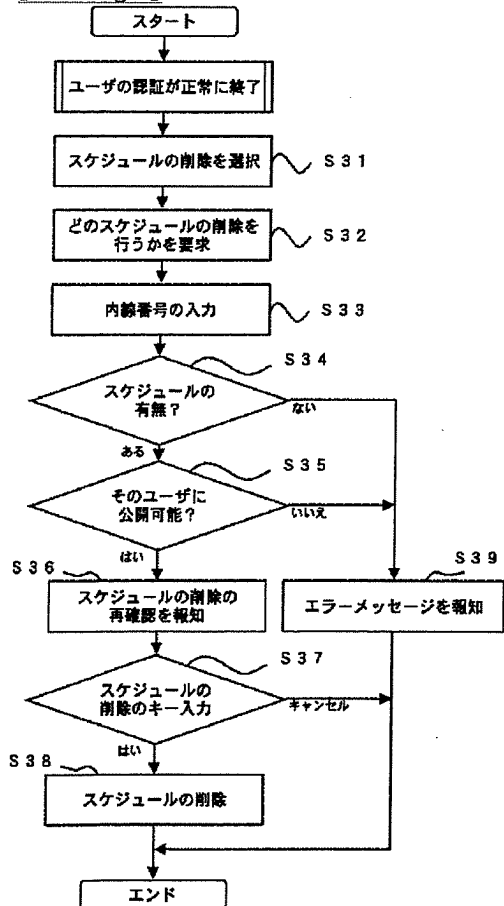 スタート
ユーザの認証が正常に終了
スケジュールの削除を選択
S31
どのスケジュールの削除を
行うかを要求
S32
内線番号の入力
S33
S34
スケジュールの
有無？
ない
ある
S35
そのユーザに
公開可能？
いいえ
はい
S36
スケジュールの削除の
再確認を報知
S39
エラーメッセージを報知
S37
スケジュールの
削除のキー入力
キャンセル
はい
S38
スケジュールの削除
エンド